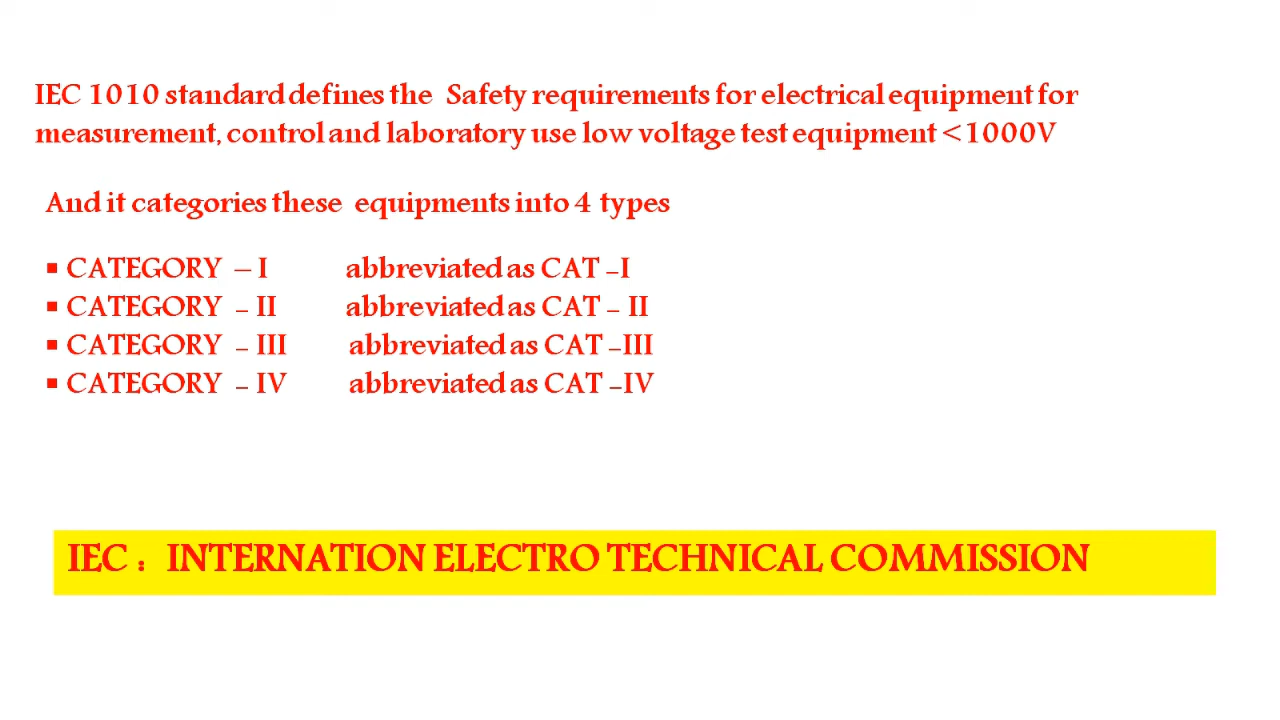 IEC 1010 standard defines the Safety requirements for electrical equipment for
measurement, control and laboratory use low voltage test equipment <1000V
And it categories these equipments into 4 types
▪ CATEGORY – I abbreviated as CAT –I
▪ CATEGORY – II abbreviated as CAT – II
▪ CATEGORY – III abbreviated as CAT –III
▪ CATEGORY – IV abbreviated as CAT –IV
IEC : INTERNATION ELECTRO TECHNICAL COMMISSION